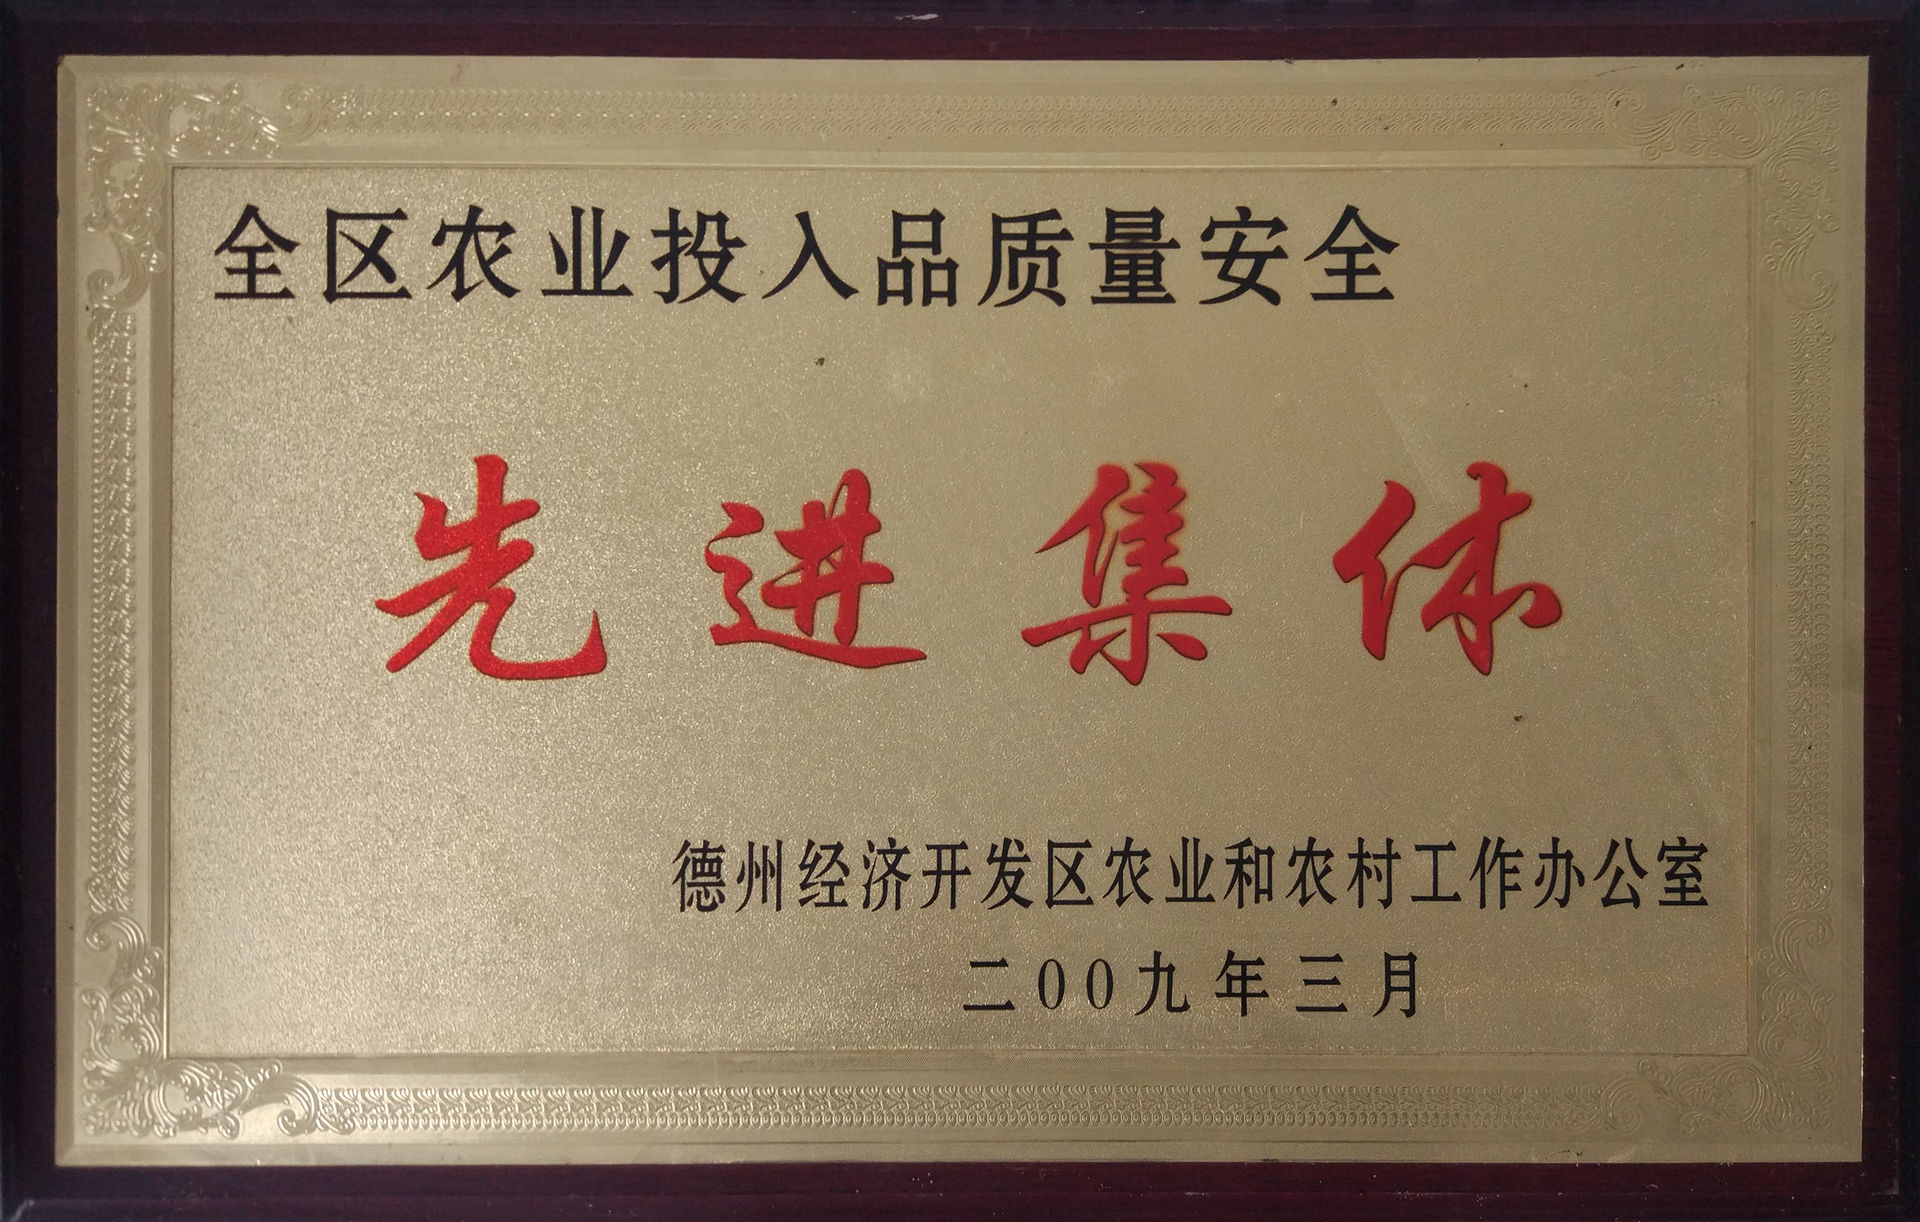 全区农业投入品质量安全
先进集体
德州经济开发区农业和农村工作办公室
二00九年三月